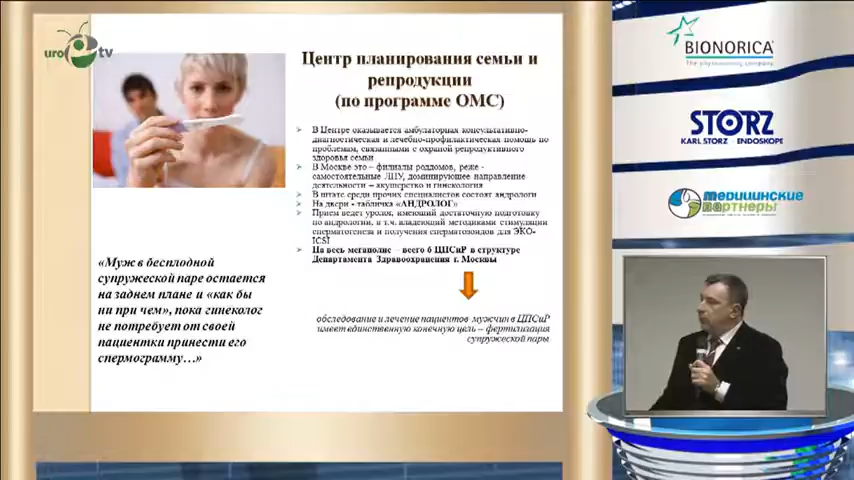 uro tv
Центр планирования семьи и
репродукции
(по программе ОМС)
В Центре оказывается амбулаторная консультативно-
диагностическая и лечебно-профилактическая помощь по
проблемам, связанными с охраной репродуктивного
здоровья семьи
В Москве это – филиалы роддомов, реже -
самостоятельные ЛПУ, доминирующее направление
деятельности – акушерство и гинекология
В штате среди прочих специалистов состоят андрологи
На двери - табличка «АНДРОЛОГ»
Прием ведет уролог, имеющий достаточную подготовку
по андрологии, в т.ч. владеющий методиками стимуляции
сперматогенеза и получения сперматозоидов для ЭКО-
ICSI
На весь мегаполис – всего 6 ЦПСиР в структуре
Департамента Здравоохранения г. Москвы
«Муж в бесплодной
супружеской паре остается
на заднем плане и «как бы
ни при чем», пока гинеколог
не потребует от своей
пациентки принести его
спермограмму…»
обследование и лечение пациентов мужчин в ЦПСиР
имеет единственную конечную цель – фертилизация
супружеской пары
BIONORICA®
The phytoneering company
STORZ
KARL STORZ ENDOSKOPE
Медицинские
Партнеры